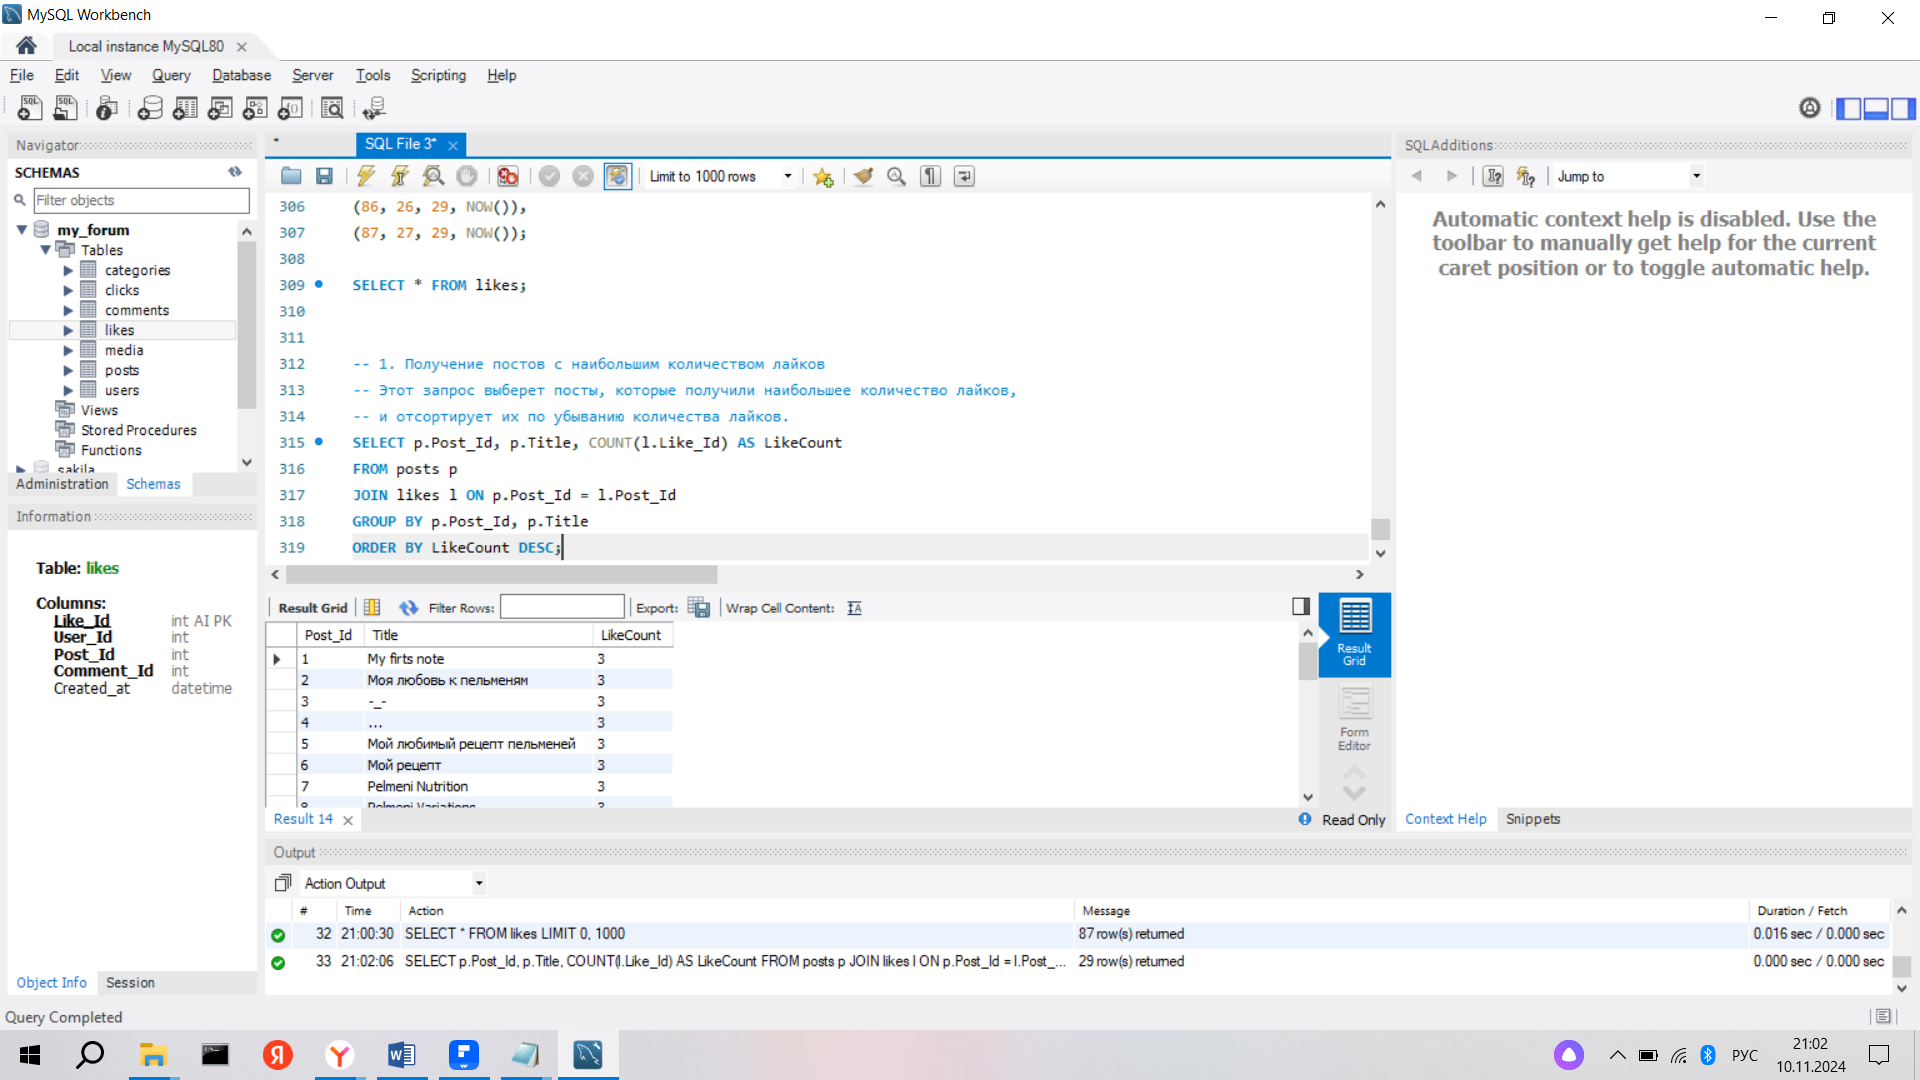 MySQL Workbench
Local instance MySQL80
File Edit View Query Database Server Tools Scripting Help
Navigator
SCHEMAS
Filter objects
my_forum
Tables
categories
clicks
comments
likes
media
posts
users
Views
Stored Procedures
Functions
sakila
Administration Schemas
Information
Table: likes
Columns:
Like_Id int AI PK
User_Id int
Post_Id int
Comment_Id int
Created_at datetime
Object Info Session
SQL File 3*
Limit to 1000 rows
306 (86, 26, 29, NOW()),
307 (87, 27, 29, NOW());
308
309 SELECT * FROM likes;
310
311
312 -- 1. Получение постов с наибольшим количеством лайков
313 -- Этот запрос выберет посты, которые получили наибольшее количество лайков,
314 -- и отсортирует их по убыванию количества лайков.
315 SELECT p.Post_Id, p.Title, COUNT(l.Like_Id) AS LikeCount
316 FROM posts p
317 JOIN likes l ON p.Post_Id = l.Post_Id
318 GROUP BY p.Post_Id, p.Title
319 ORDER BY LikeCount DESC;
Result Grid Filter Rows: Export: Wrap Cell Content:
Post_Id Title LikeCount
1 My firts note 3
2 Моя любовь к пельменям 3
3 -_- 3
4 ... 3
5 Мой любимый рецепт пельменей 3
6 Мой рецепт 3
7 Pelmeni Nutrition 3
8 Pelmeni Variations 3
Result Grid
Form Editor
Result 14
Read Only
SQLAdditions
Jump to
Automatic context help is disabled. Use the
toolbar to manually get help for the current
caret position or to toggle automatic help.
Context Help Snippets
Output
Action Output
# Time Action Message Duration / Fetch
32 21:00:30 SELECT * FROM likes LIMIT 0, 1000 87 row(s) returned 0.016 sec / 0.000 sec
33 21:02:06 SELECT p.Post_Id, p.Title, COUNT(l.Like_Id) AS LikeCount FROM posts p JOIN likes l ON p.Post_Id = l.Post_... 29 row(s) returned 0.000 sec / 0.000 sec
Query Completed
РУС
21:02
10.11.2024